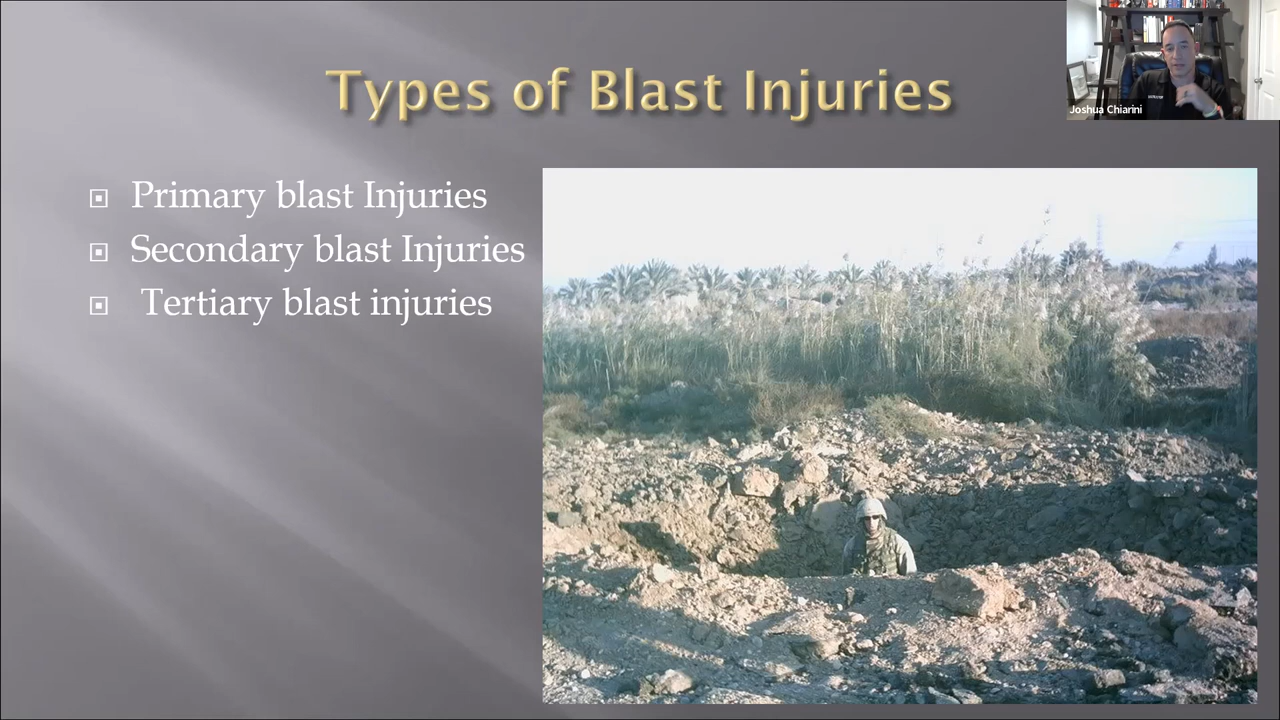 Types of Blast Injuries
Joshua Chiarini
Primary blast Injuries
Secondary blast Injuries
Tertiary blast injuries